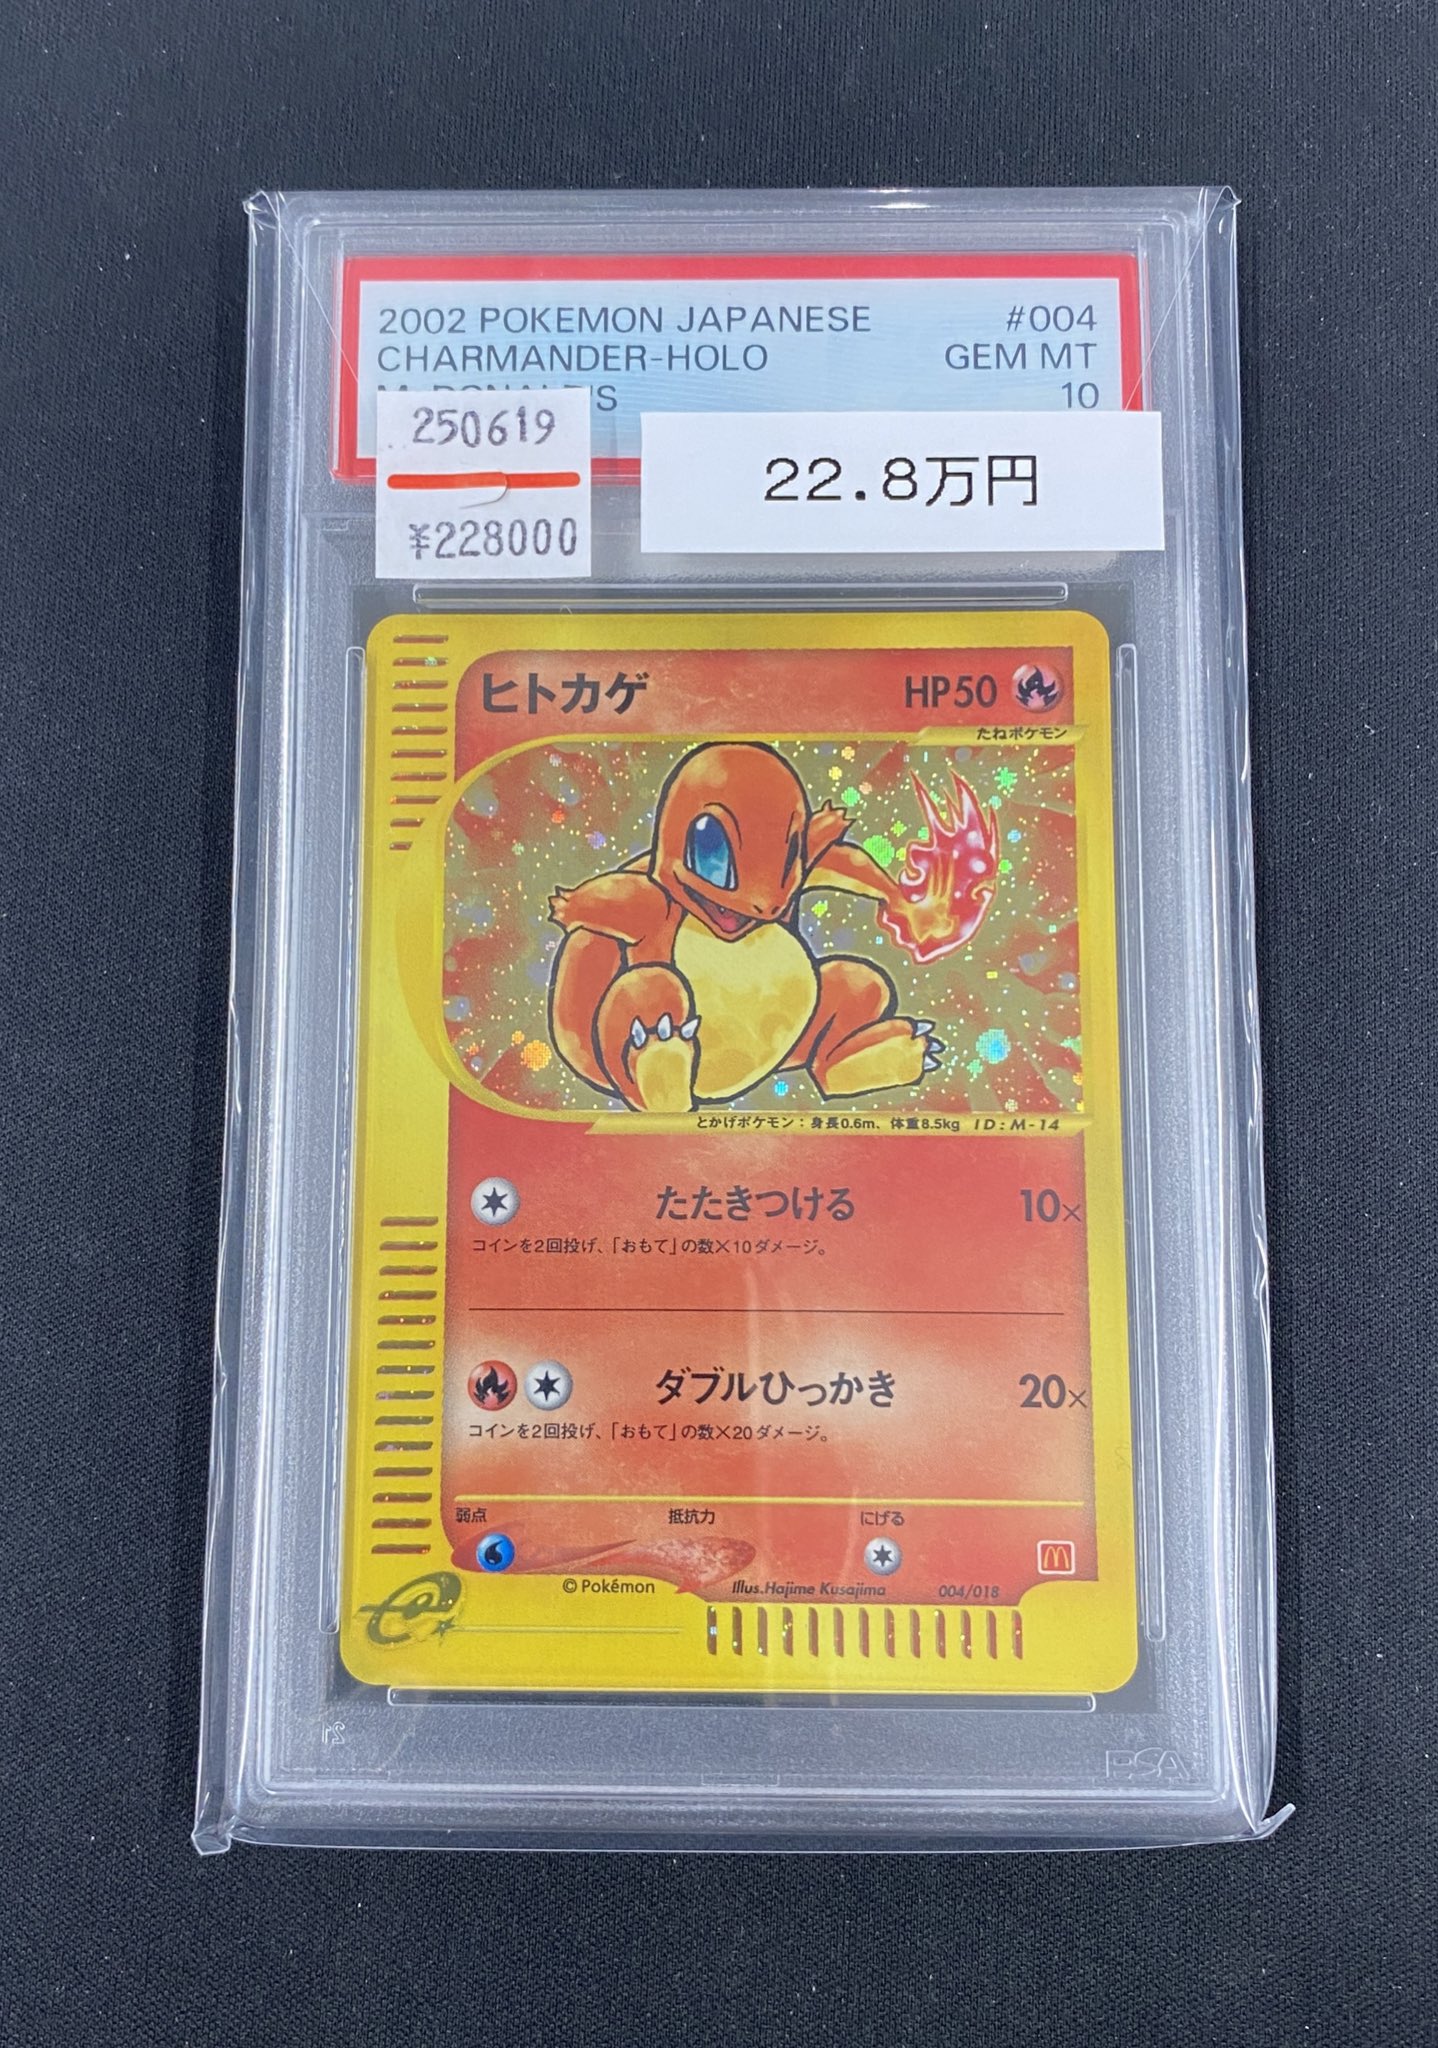 2002 POKEMON JAPANESE #004
CHARMANDER-HOLO GEM MT
McDONALD'S 10
250619
¥228000
22.8万円
ヒトカゲ HP50
たねポケモン
とかげポケモン：身長0.6m、体重8.5kg ID:M-14
たたきつける 10×
コインを2回投げ、「おもて」の数×10ダメージ。
ダブルひっかき 20×
コインを2回投げ、「おもて」の数×20ダメージ。
弱点 抵抗力 にげる
©Pokémon Illus.Hajime Kusajima 004/018
21
PSA